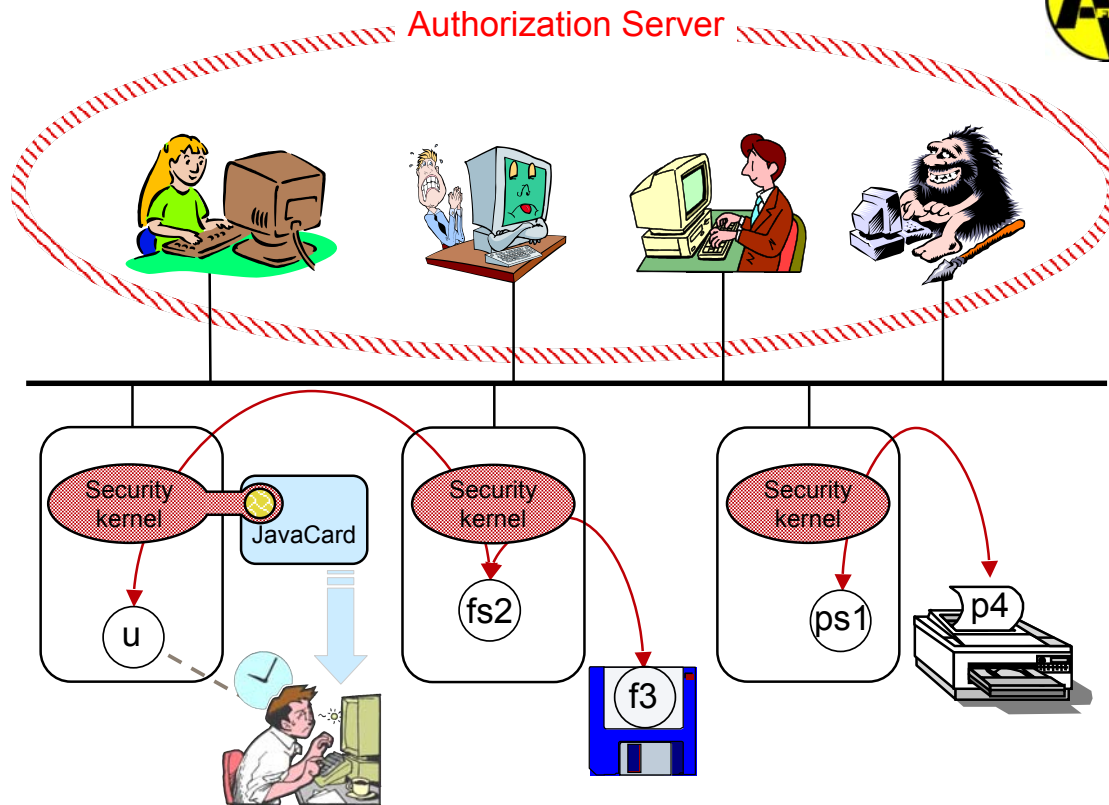 Authorization Server
Security
kernel
JavaCard
Security
kernel
Security
kernel
u
fs2
ps1
p4
f3